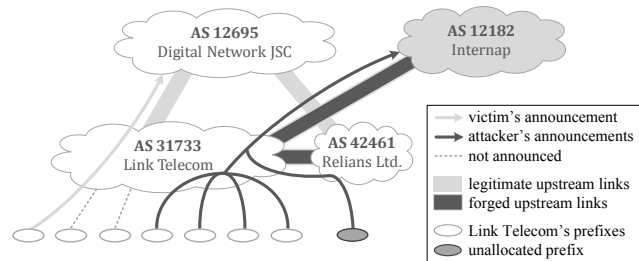 AS 12695
Digital Network JSC
AS 12182
Internap
AS 31733
Link Telecom
AS 42461
Relians Ltd.
victim's announcement
attacker's announcements
not announced
legitimate upstream links
forged upstream links
Link Telecom's prefixes
unallocated prefix